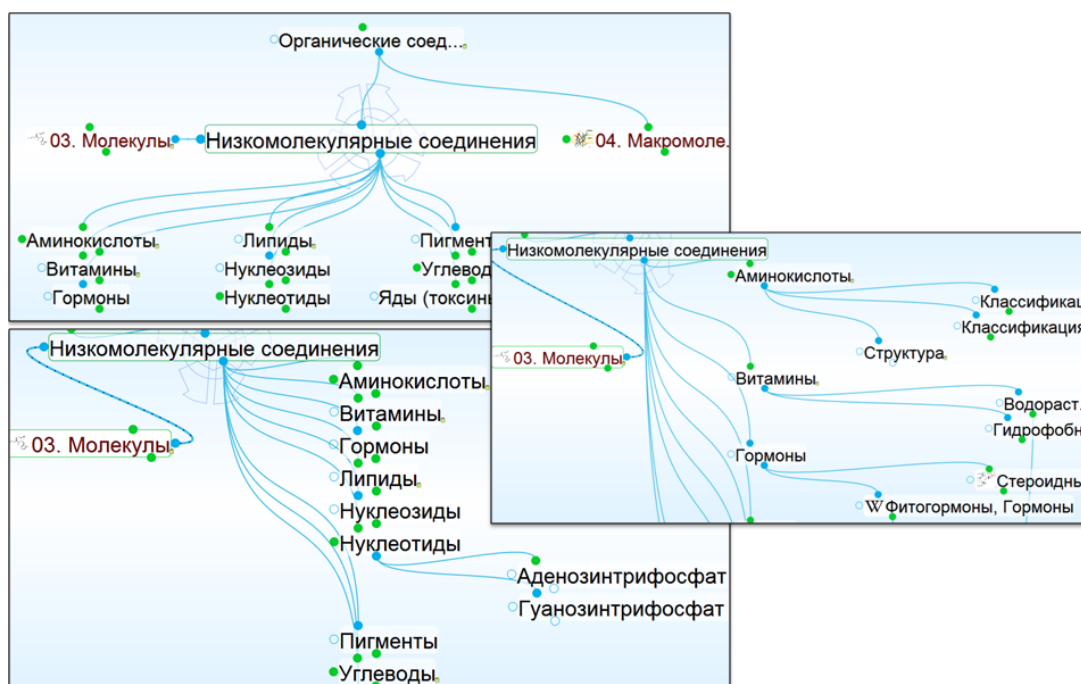 Органические соед...
03. Молекулы
Низкомолекулярные соединения
04. Макромоле.
Аминокислоты
Липиды
Пигмент
Витамины
Нуклеозиды
Углевод
Гормоны
Нуклеотиды
Яды (токсинь
Низкомолекулярные соединения
Аминокислоты
Классификац
Классификация
Структура
03. Молекулы
Витамины
Водораст.
Гидрофобн
Гормоны
Стероиднь
W Фитогормоны, Гормоны
Низкомолекулярные соединения
Аминокислоты
Витамины
03. Молекулы
Гормоны
Липиды
Нуклеозиды
Нуклеотиды
Аденозинтрифосфат
Гуанозинтрифосфат
Пигменты
Углеводы